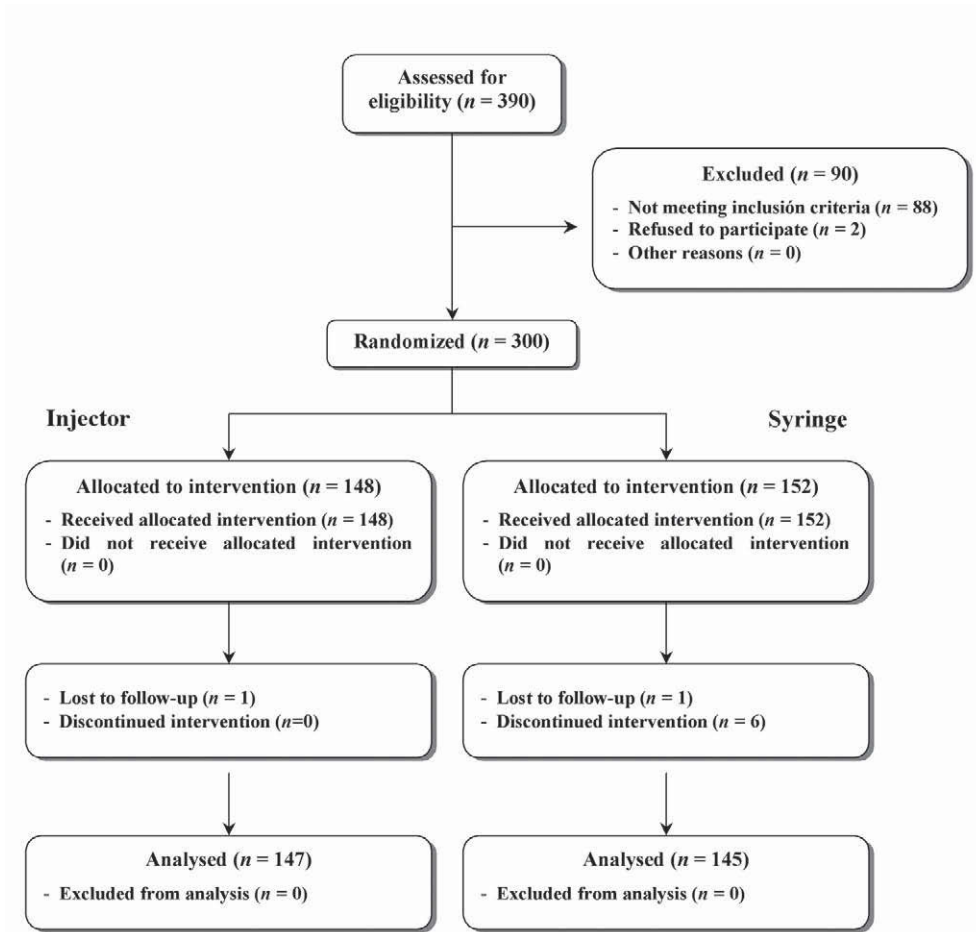 Assessed for
eligibility (n = 390)
Excluded (n = 90)
- Not meeting inclusión criteria (n = 88)
- Refused to participate (n = 2)
- Other reasons (n = 0)
Randomized (n = 300)
Injector
Syringe
Allocated to intervention (n = 148)
- Received allocated intervention (n = 148)
- Did not receive allocated intervention
(n = 0)
Allocated to intervention (n = 152)
- Received allocated intervention (n = 152)
- Did not receive allocated intervention
(n = 0)
- Lost to follow-up (n = 1)
- Discontinued intervention (n=0)
- Lost to follow-up (n = 1)
- Discontinued intervention (n = 6)
Analysed (n = 147)
- Excluded from analysis (n = 0)
Analysed (n = 145)
- Excluded from analysis (n = 0)